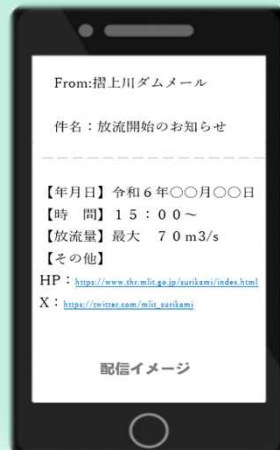 From:摺上川ダムメール
件名：放流開始のお知らせ
【年月日】令和６年○○月○○日
【時　間】１５：００～
【放流量】最大　７０m3/s
【その他】
HP：https://www.thr.mlit.go.jp/surikami/indes.html
X：https://twitter.com/mlit_surikami
配信イメージ